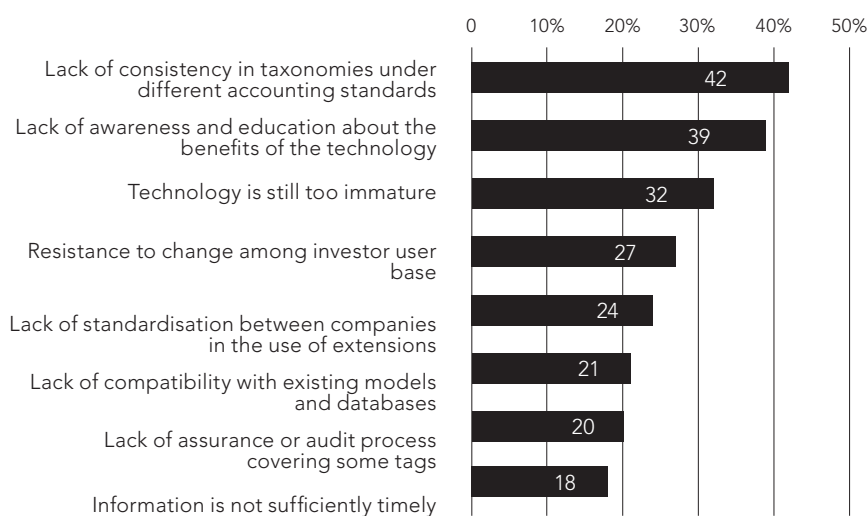 0 10% 20% 30% 40% 50%
Lack of consistency in taxonomies under
different accounting standards
42
Lack of awareness and education about the
benefits of the technology
39
Technology is still too immature
32
Resistance to change among investor user
base
27
Lack of standardisation between companies
in the use of extensions
24
Lack of compatibility with existing models
and databases
21
Lack of assurance or audit process
covering some tags
20
Information is not sufficiently timely
18